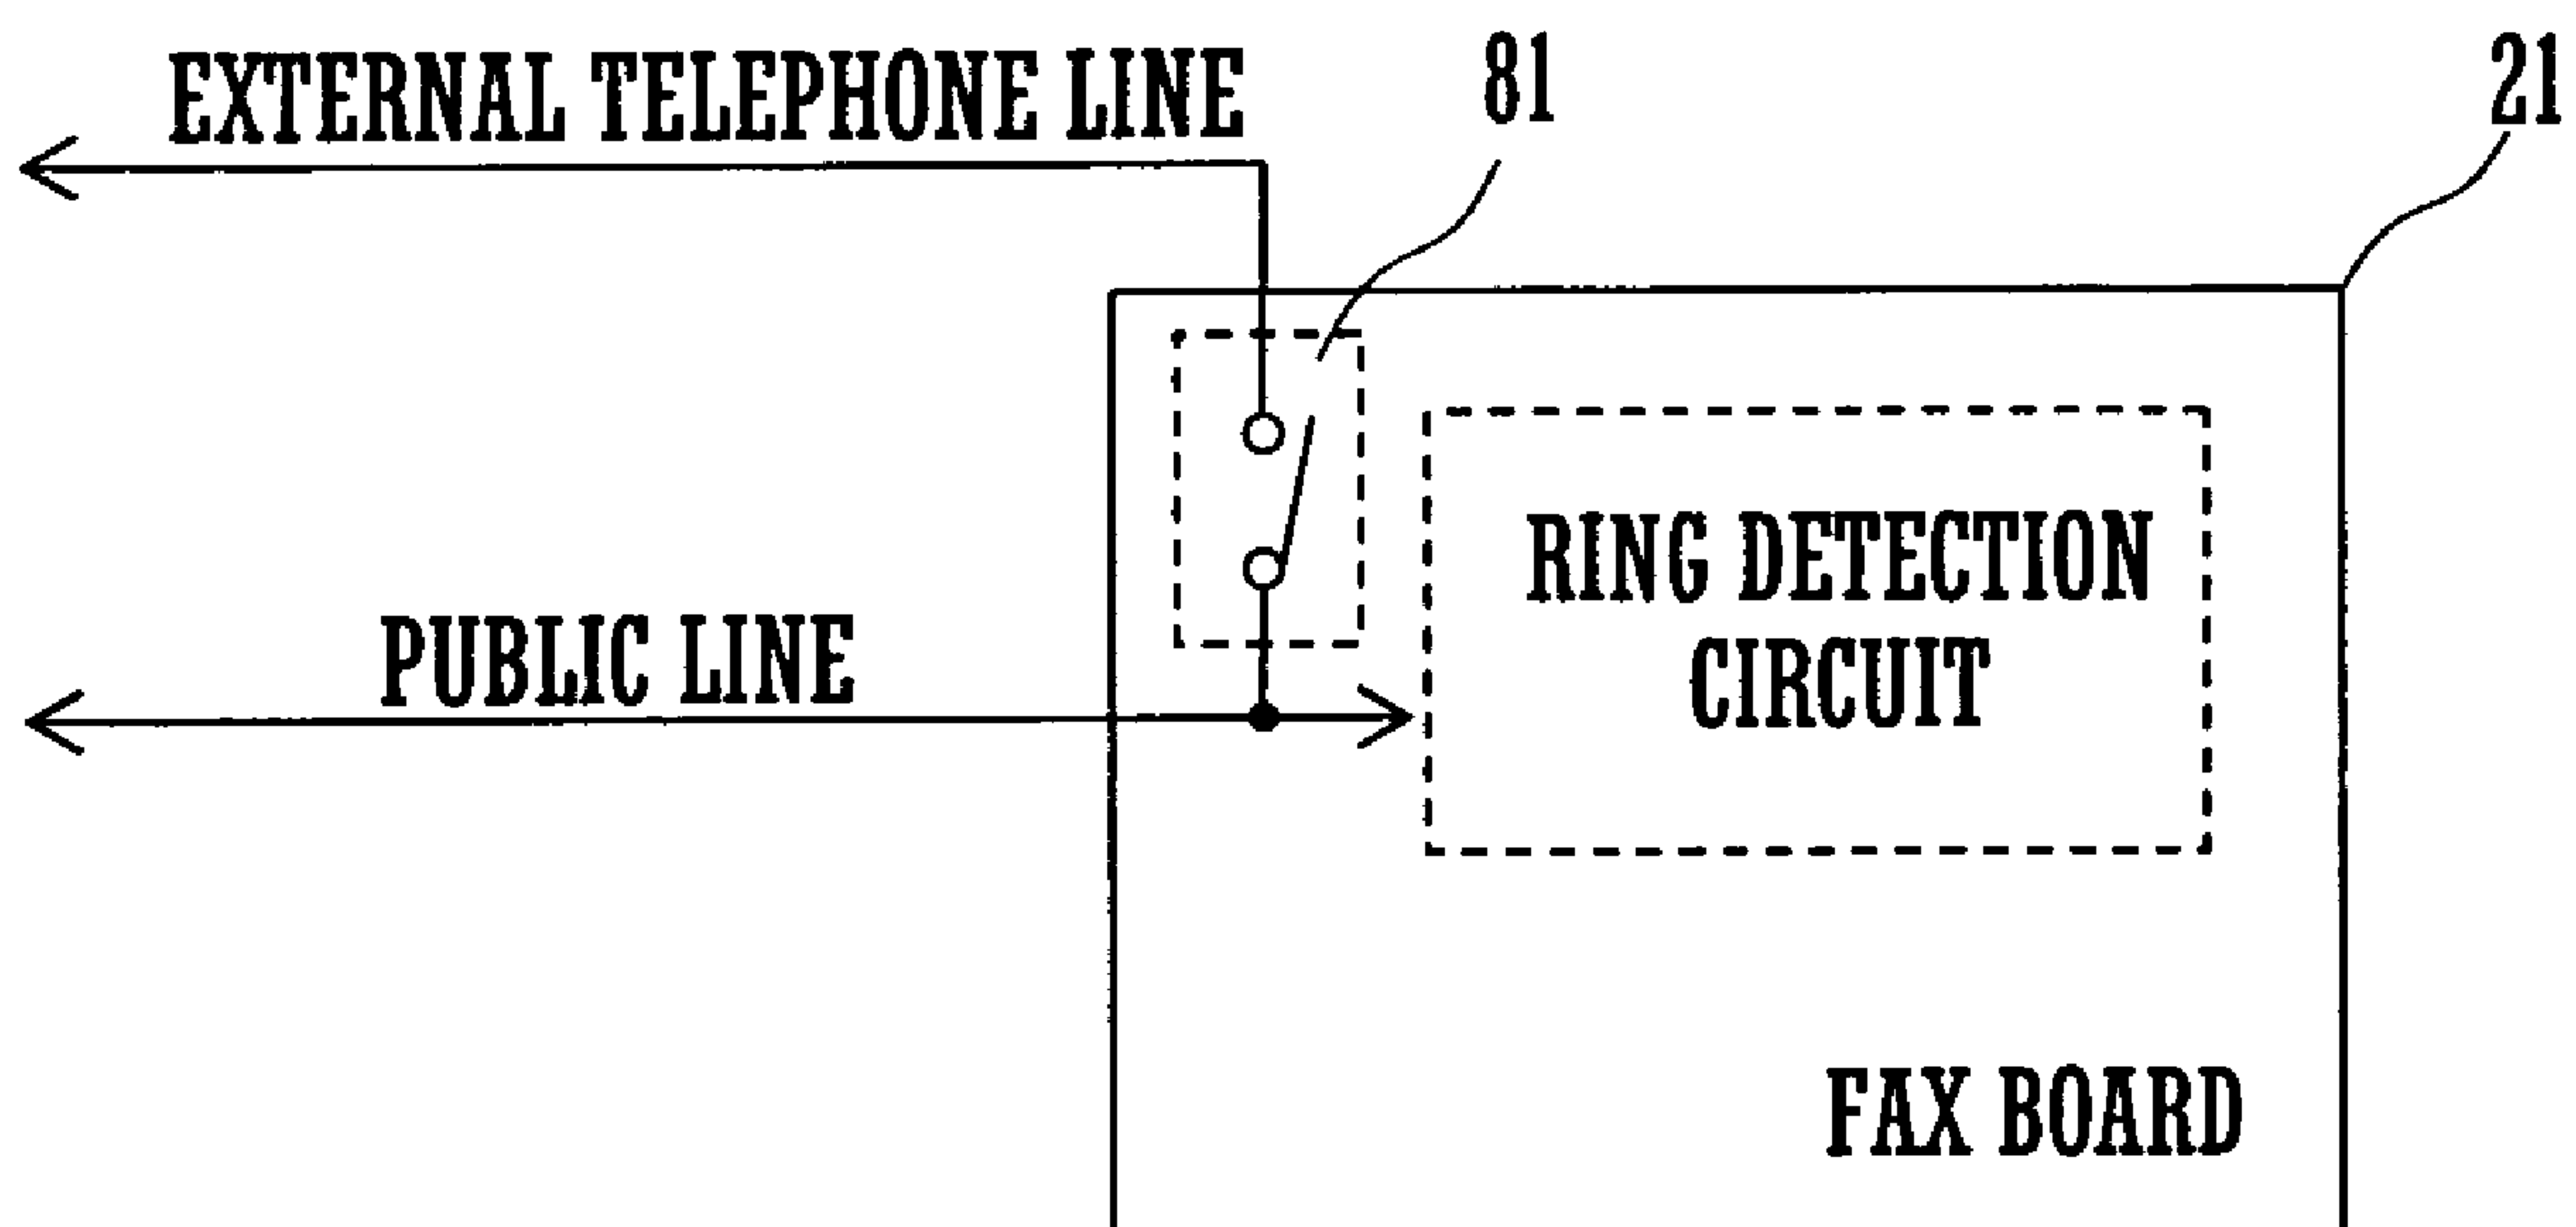 EXTERNAL TELEPHONE LINE
81
21
RING DETECTION
CIRCUIT
PUBLIC LINE
FAX BOARD